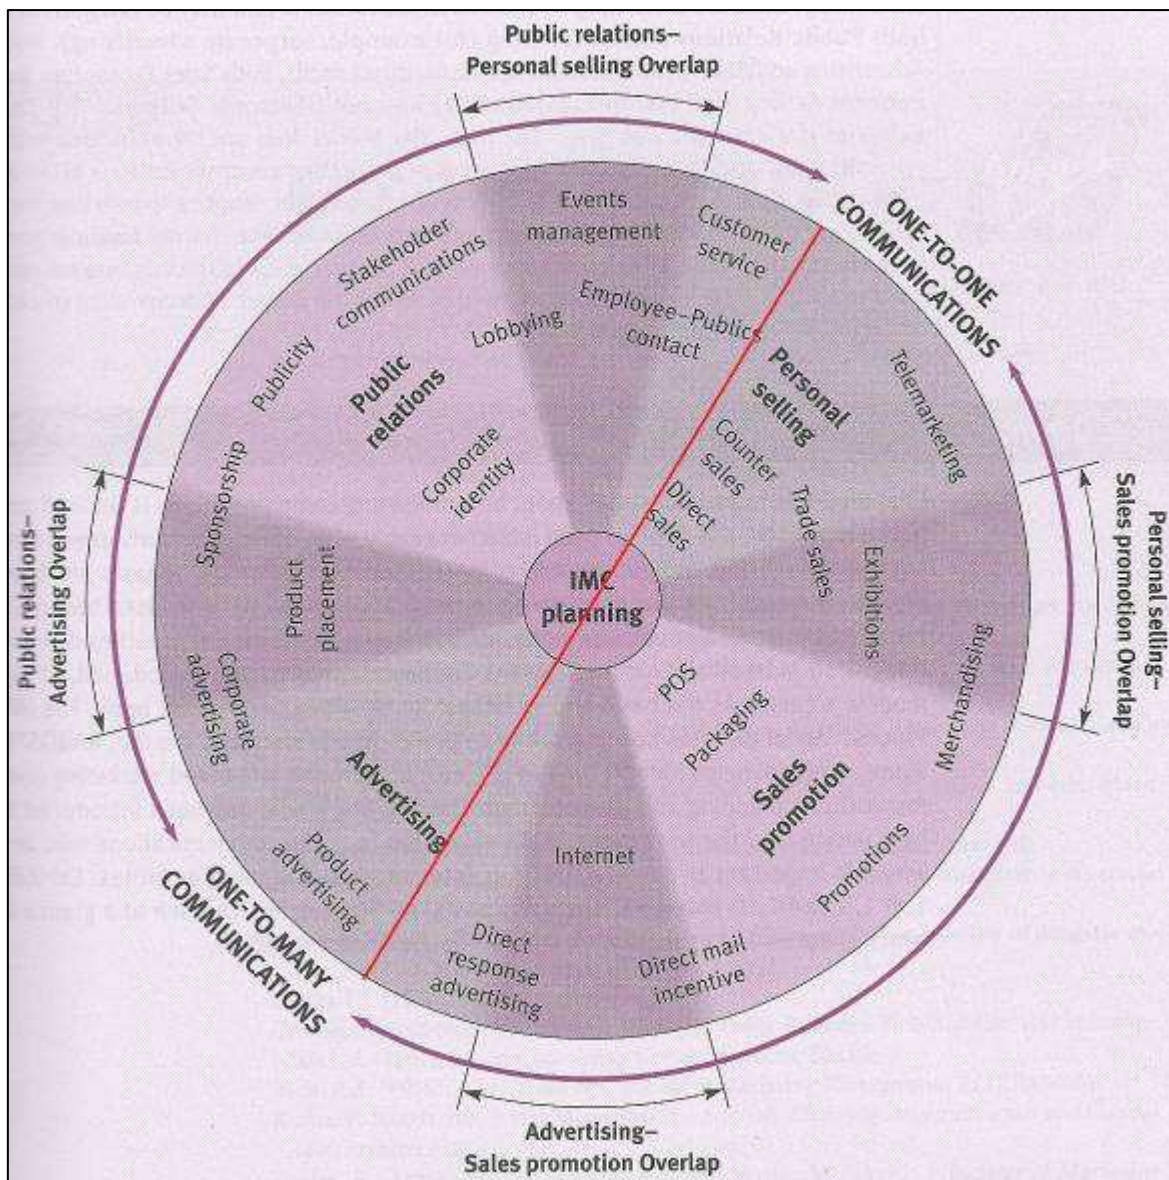 Public relations–
Personal selling Overlap
ONE-TO-ONE
COMMUNICATIONS
Events
management
Customer
service
Stakeholder
communications
Lobbying
Employee–Publics
contact
Publicity
Public
relations
Personal
selling
Telemarketing
Corporate
identity
Counter
sales
Direct
sales
Trade sales
Sponsorship
Product
placement
Exhibitions
Public relations–
Advertising Overlap
Personal selling–
Sales promotion Overlap
IMC
planning
Corporate
advertising
POS
Packaging
Merchandising
Advertising
Sales
promotion
Product
advertising
Internet
Promotions
Direct
response
advertising
Direct mail
incentive
ONE-TO-MANY
COMMUNICATIONS
Advertising–
Sales promotion Overlap